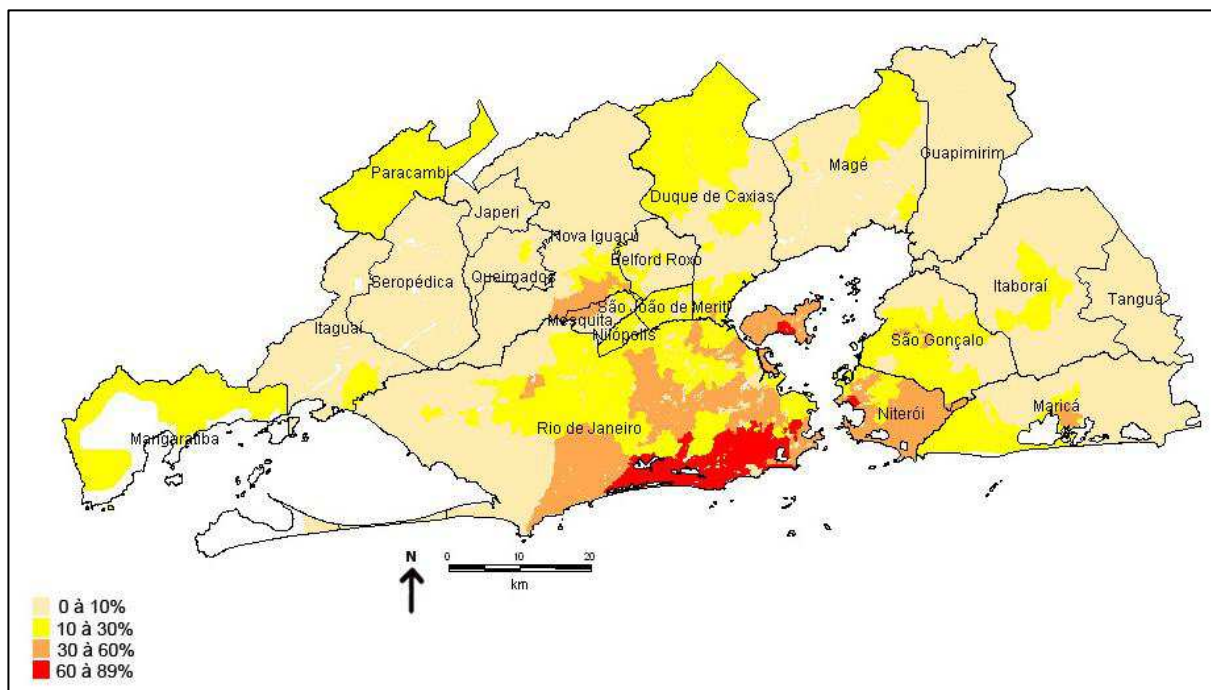 Paracambi
Magé
Guapimirim
Duque de Caxias
Japeri
Nova Iguaçu
Belford Roxo
Seropédica
Queimados
Itaboraí
Tanguá
São João de Meriti
Itaguaí
Mesquita
Nilópolis
São Gonçalo
Mangaratiba
Rio de Janeiro
Niterói
Maricá
N
0 10 20
km
0 à 10%
10 à 30%
30 à 60%
60 à 89%